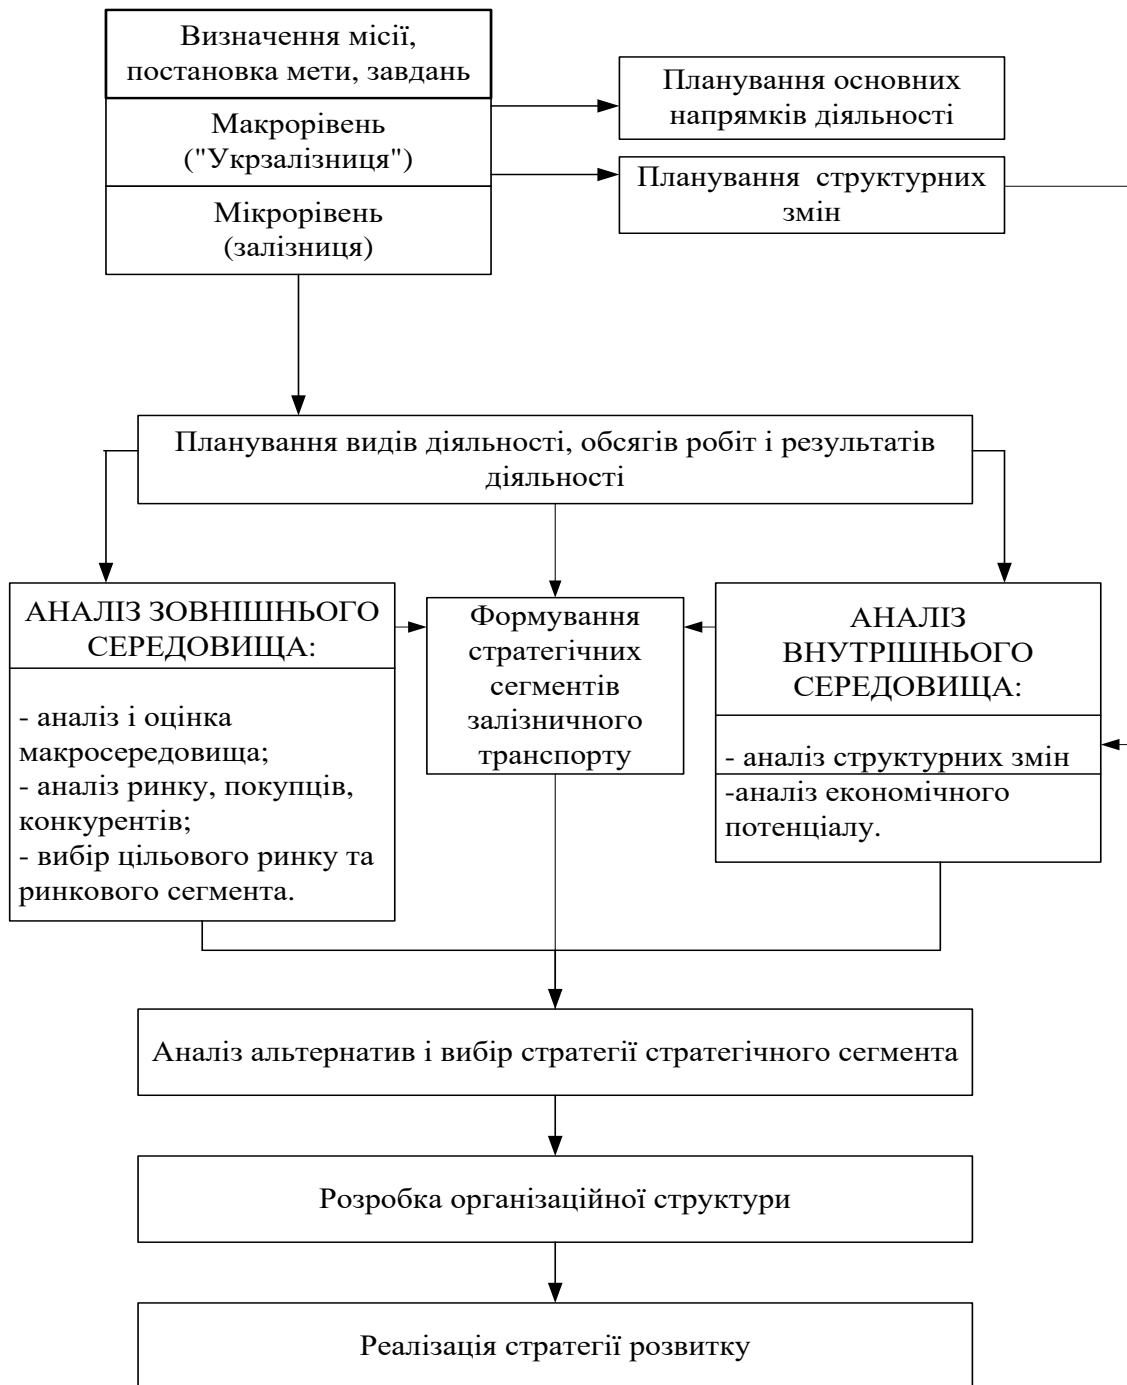 Визначення місії,
постановка мети, завдань
Макрорівень
("Укрзалізниця")
Мікрорівень
(залізниця)
Планування основних
напрямків діяльності
Планування структурних
змін
Планування видів діяльності, обсягів робіт і результатів
діяльності
АНАЛІЗ ЗОВНІШНЬОГО
СЕРЕДОВИЩА:
- аналіз і оцінка
макросередовища;
- аналіз ринку, покупців,
конкурентів;
- вибір цільового ринку та
ринкового сегмента.
Формування
стратегічних
сегментів
залізничного
транспорту
АНАЛІЗ
ВНУТРІШНЬОГО
СЕРЕДОВИЩА:
- аналіз структурних змін
-аналіз економічного
потенціалу.
Аналіз альтернатив і вибір стратегії стратегічного сегмента
Розробка організаційної структури
Реалізація стратегії розвитку